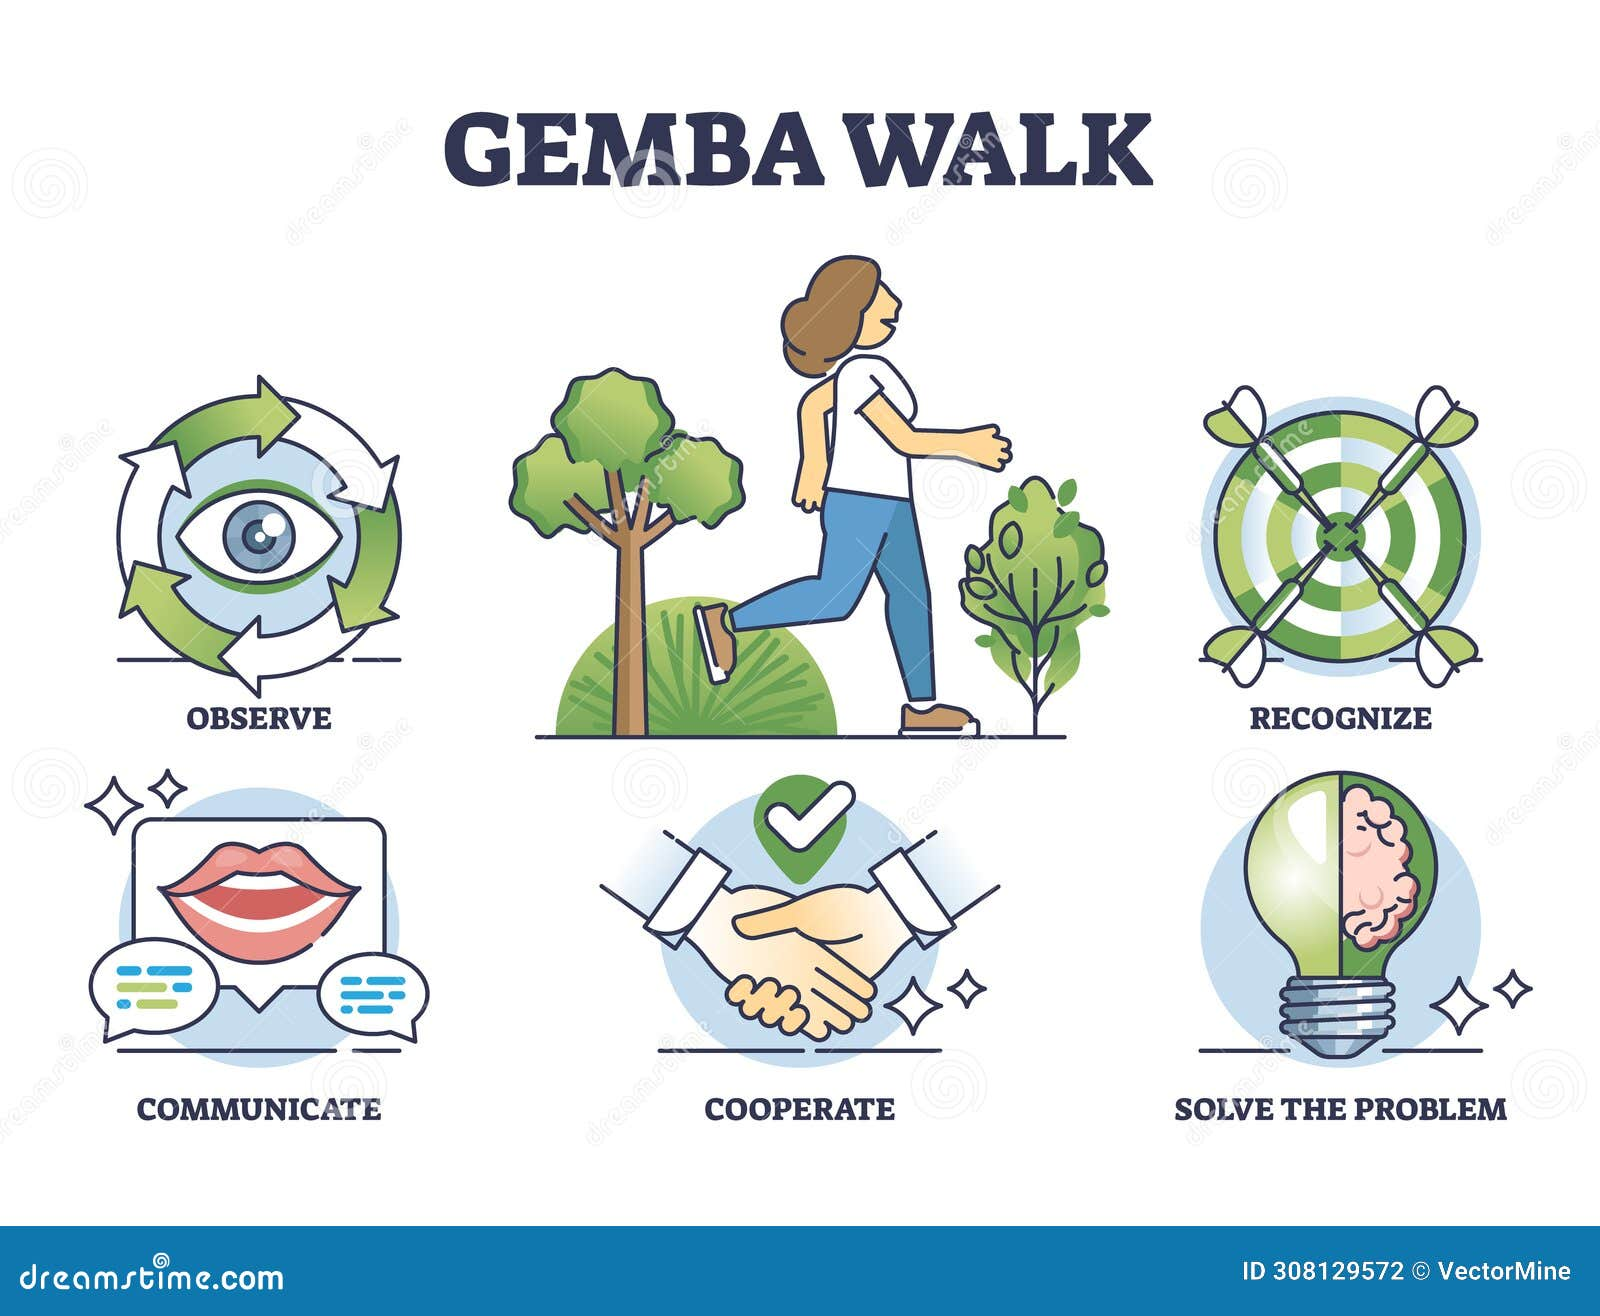 GEMBA WALK
OBSERVE
RECOGNIZE
COMMUNICATE
COOPERATE
SOLVE THE PROBLEM
dreamstime.com
ID 308129572 © VectorMine